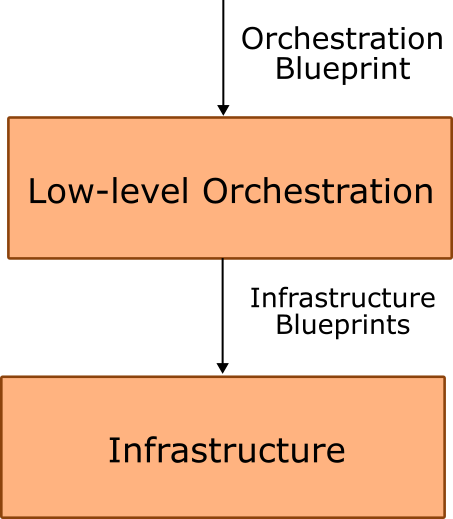 Orchestration
Blueprint
Low-level Orchestration
Infrastructure
Blueprints
Infrastructure